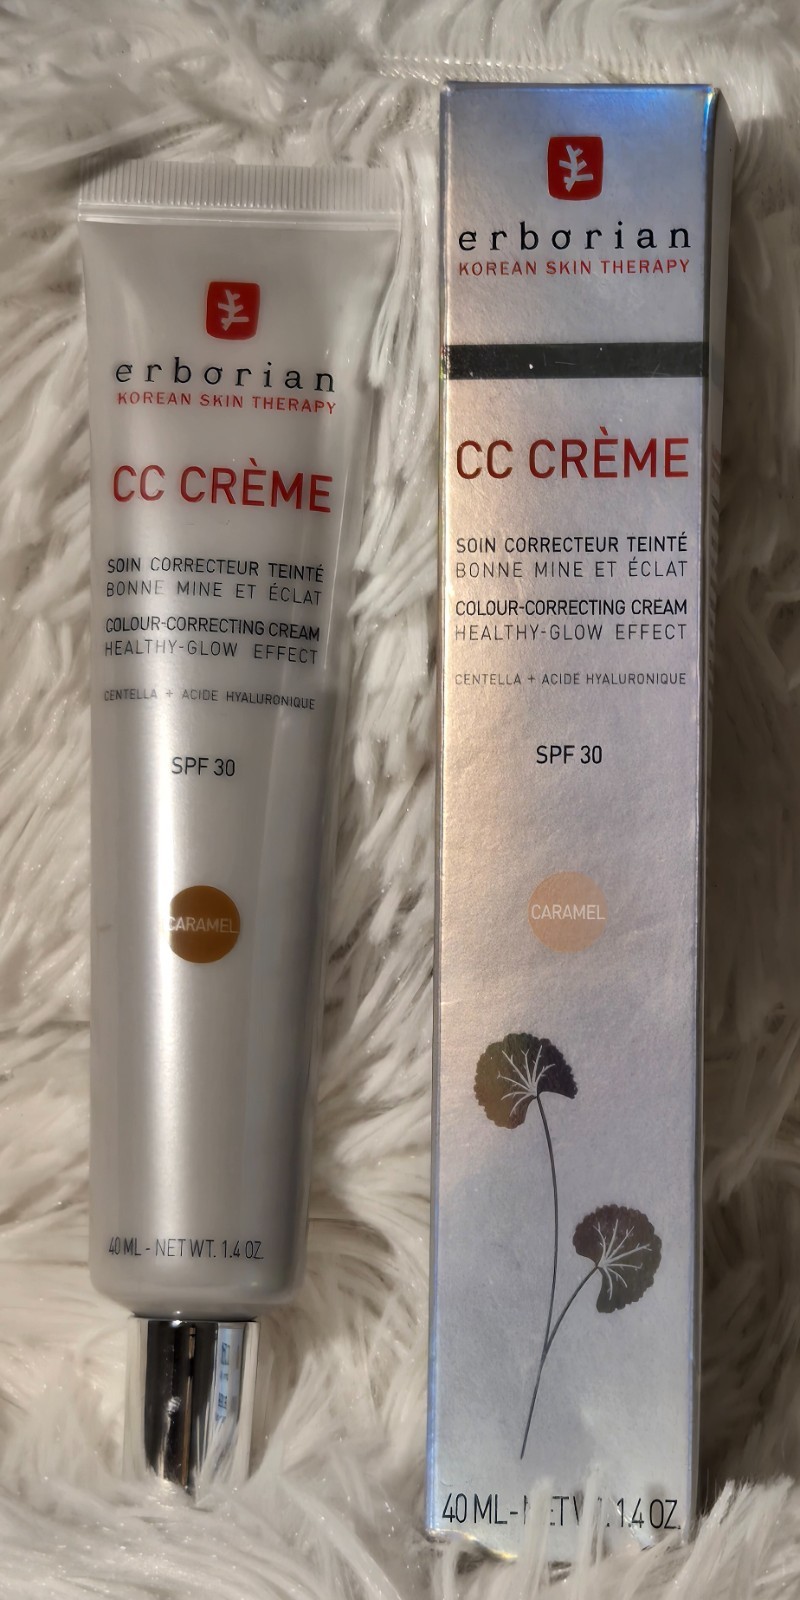 erborian
KOREAN SKIN THERAPY
CC CRÈME
SOIN CORRECTEUR TEINTÉ
BONNE MINE ET ÉCLAT
COLOUR-CORRECTING CREAM
HEALTHY-GLOW EFFECT
CENTELLA + ACIDE HYALURONIQUE
SPF 30
CARAMEL
40 ML - NET WT. 1.4 OZ.
erborian
KOREAN SKIN THERAPY
CC CRÈME
SOIN CORRECTEUR TEINTÉ
BONNE MINE ET ÉCLAT
COLOUR-CORRECTING CREAM
HEALTHY-GLOW EFFECT
CENTELLA + ACIDE HYALURONIQUE
SPF 30
CARAMEL
40 ML - NET WT. 1.4 OZ.